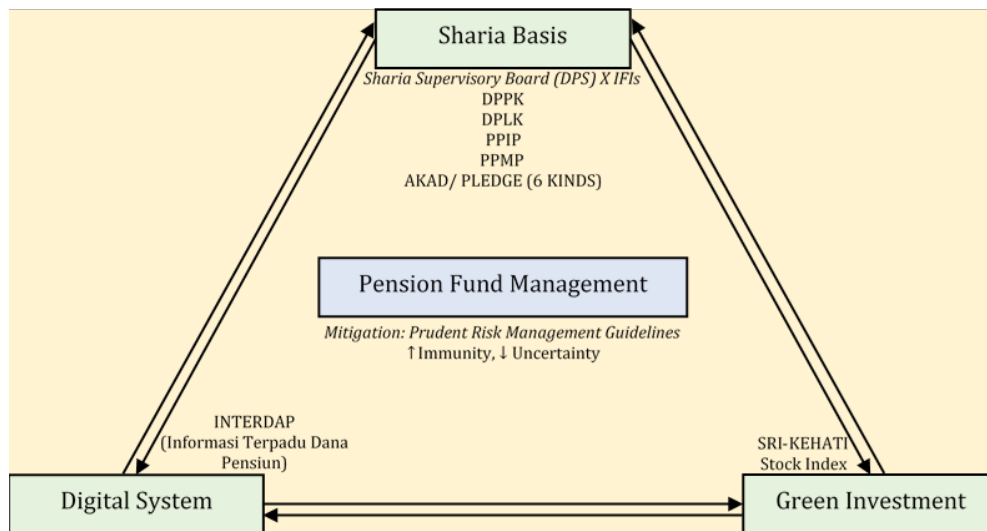 Sharia Basis
Sharia Supervisory Board (DPS) X IFIs
DPPK
DPLK
PPIP
PPMP
AKAD/ PLEDGE (6 KINDS)
Pension Fund Management
Mitigation: Prudent Risk Management Guidelines
↑Immunity, ↓ Uncertainty
INTERDAP
(Informasi Terpadu Dana
Pensiun)
SRI-KEHATI
Stock Index
Digital System
Green Investment